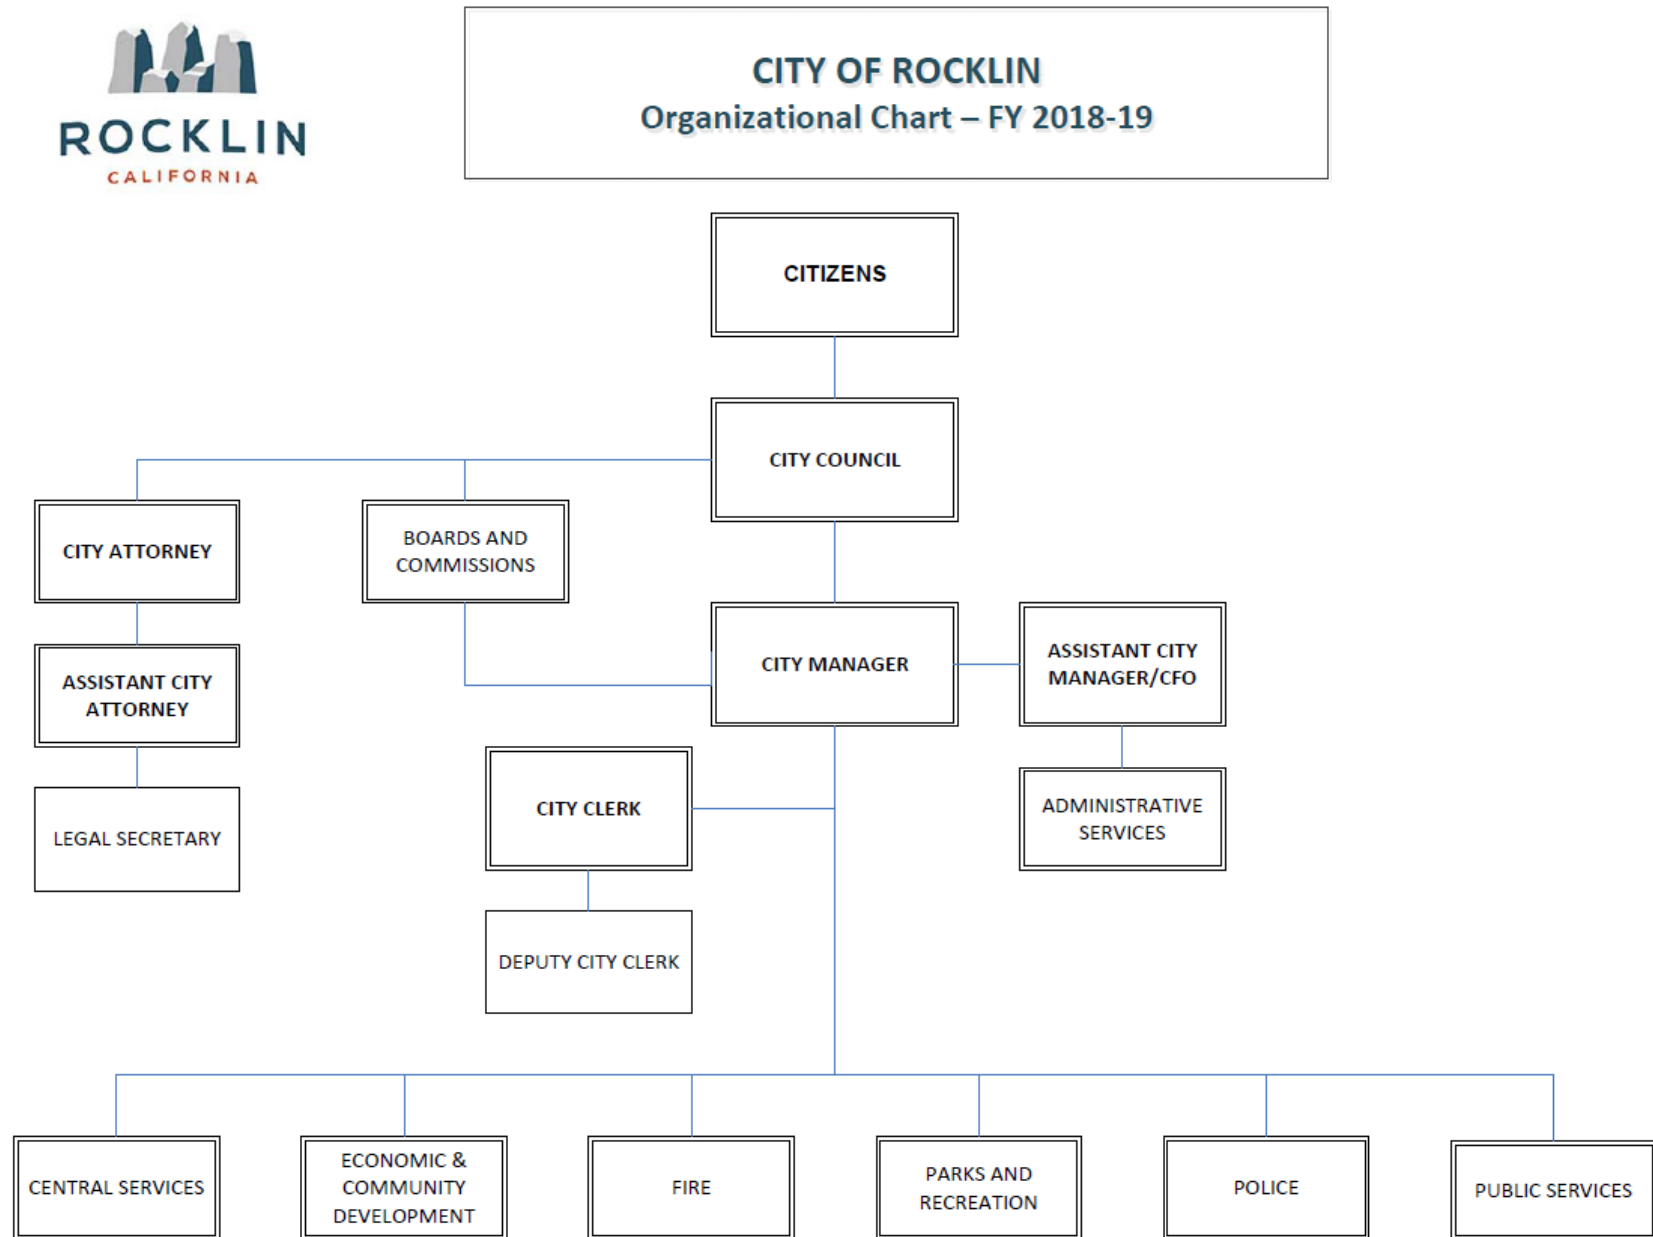 ROCKLIN
CALIFORNIA
CITY OF ROCKLIN
Organizational Chart – FY 2018-19
CITIZENS
CITY COUNCIL
CITY ATTORNEY
BOARDS AND
COMMISSIONS
CITY MANAGER
ASSISTANT CITY
MANAGER/CFO
ASSISTANT CITY
ATTORNEY
CITY CLERK
ADMINISTRATIVE
SERVICES
LEGAL SECRETARY
DEPUTY CITY CLERK
CENTRAL SERVICES
ECONOMIC &
COMMUNITY
DEVELOPMENT
FIRE
PARKS AND
RECREATION
POLICE
PUBLIC SERVICES